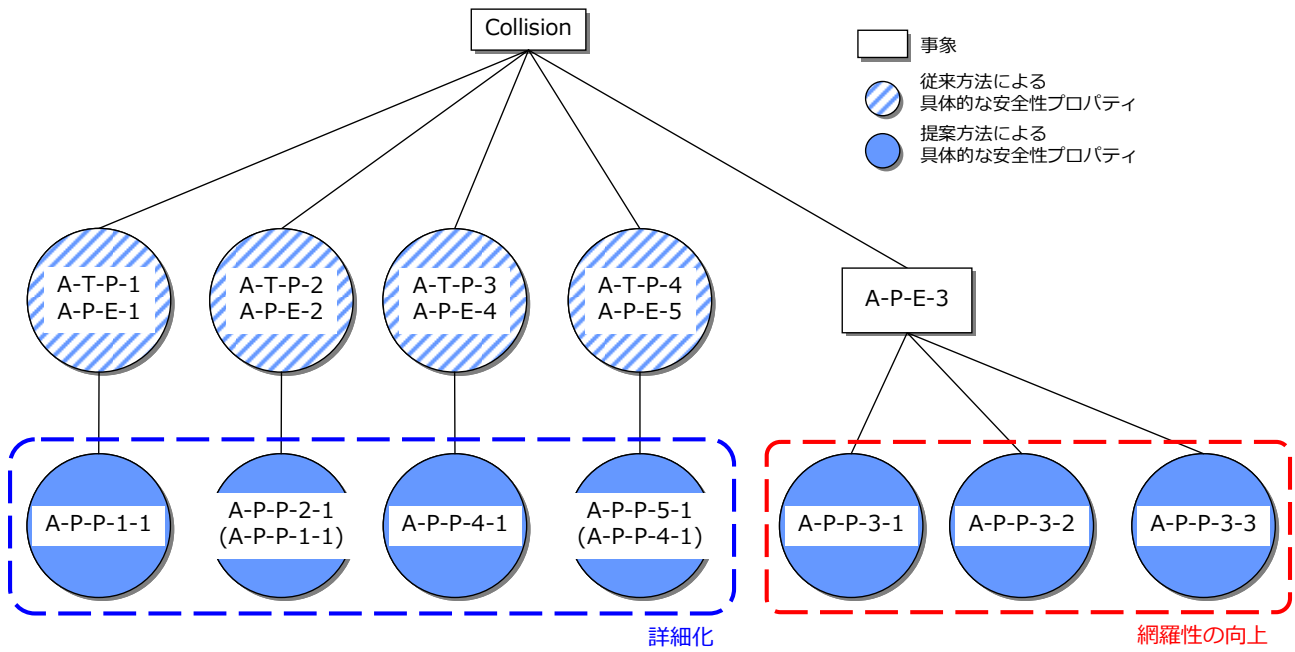 Collision
事象
従来方法による
具体的な安全性プロパティ
提案方法による
具体的な安全性プロパティ
A-T-P-1
A-P-E-1
A-T-P-2
A-P-E-2
A-T-P-3
A-P-E-4
A-T-P-4
A-P-E-5
A-P-E-3
A-P-P-1-1
A-P-P-2-1
(A-P-P-1-1)
A-P-P-4-1
A-P-P-5-1
(A-P-P-4-1)
A-P-P-3-1
A-P-P-3-2
A-P-P-3-3
詳細化
網羅性の向上